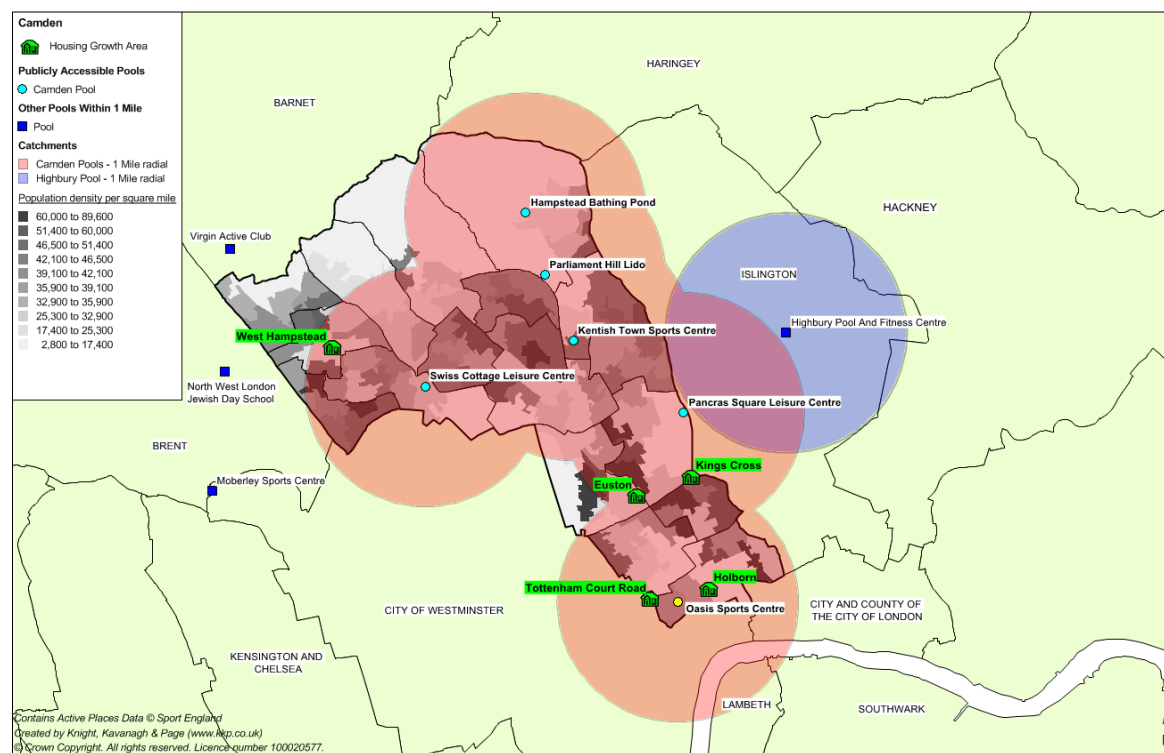 Camden
Housing Growth Area
Publicly Accessible Pools
Camden Pool
Other Pools Within 1 Mile
Pool
Catchments
Camden Pools - 1 Mile radial
Highbury Pool - 1 Mile radial
Population density per square mile
60,000 to 89,600
51,400 to 60,000
46,500 to 51,400
42,100 to 46,500
39,100 to 42,100
35,900 to 39,100
32,900 to 35,900
25,300 to 32,900
17,400 to 25,300
2,800 to 17,400
HARINGEY
BARNET
Hampstead Bathing Pond
HACKNEY
Virgin Active Club
Parliament Hill Lido
ISLINGTON
Highbury Pool And Fitness Centre
Kentish Town Sports Centre
West Hampstead
Swiss Cottage Leisure Centre
North West London
Jewish Day School
Pancras Square Leisure Centre
BRENT
Kings Cross
Moberley Sports Centre
Euston
Holborn
Tottenham Court Road
Oasis Sports Centre
CITY OF WESTMINSTER
CITY AND COUNTY OF
THE CITY OF LONDON
KENSINGTON AND
CHELSEA
LAMBETH
SOUTHWARK
Contains Active Places Data © Sport England
Created by Knight, Kavanagh & Page (www.kkp.co.uk)
© Crown Copyright. All rights reserved. Licence number 100020577.